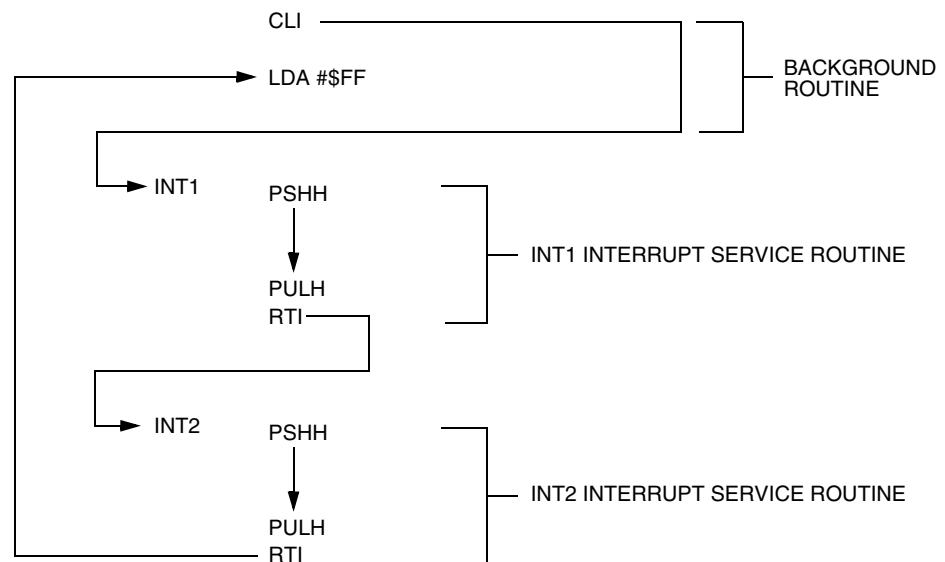 CLI
LDA #$FF
BACKGROUND
ROUTINE
INT1
PSHH
INT1 INTERRUPT SERVICE ROUTINE
PULH
RTI
INT2
PSHH
INT2 INTERRUPT SERVICE ROUTINE
PULH
RTI